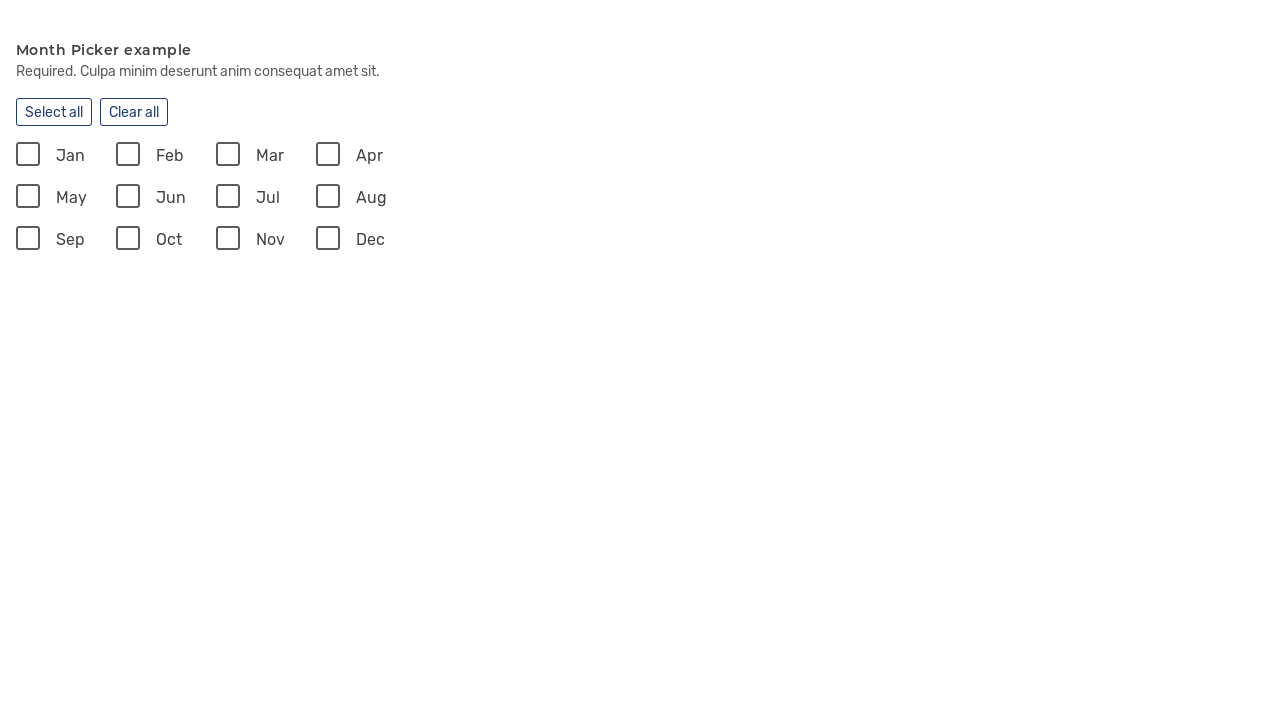 Month Picker example
Required. Culpa minim deserunt anim consequat amet sit.
Select all Clear all
Jan Feb Mar Apr
May Jun Jul Aug
Sep Oct Nov Dec